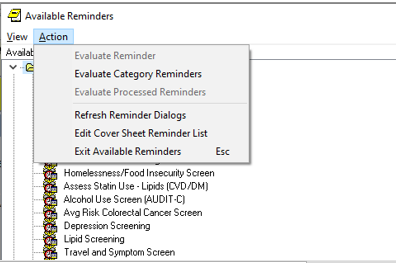 Available Reminders
View Action
Availab
Evaluate Reminder
Evaluate Category Reminders
Evaluate Processed Reminders
Refresh Reminder Dialogs
Edit Cover Sheet Reminder List
Exit Available Reminders Esc
Homelessness/Food Insecurity Screen
Assess Statin Use - Lipids (CVD/DM)
Alcohol Use Screen (AUDIT-C)
Avg Risk Colorectal Cancer Screen
Depression Screening
Lipid Screening
Travel and Symptom Screen